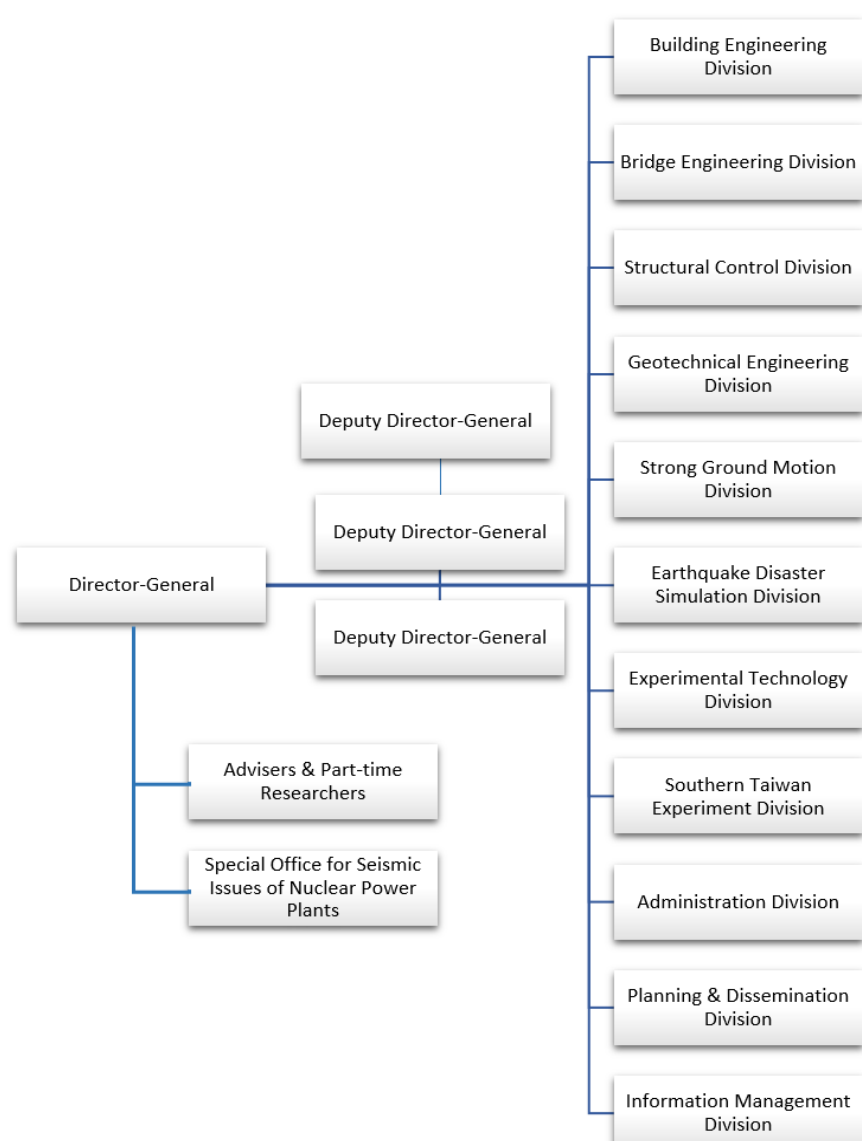 Building Engineering
Division
Bridge Engineering Division
Structural Control Division
Geotechnical Engineering
Division
Deputy Director-General
Strong Ground Motion
Division
Deputy Director-General
Director-General
Earthquake Disaster
Simulation Division
Deputy Director-General
Experimental Technology
Division
Advisers & Part-time
Researchers
Southern Taiwan
Experiment Division
Special Office for Seismic
Issues of Nuclear Power
Plants
Administration Division
Planning & Dissemination
Division
Information Management
Division